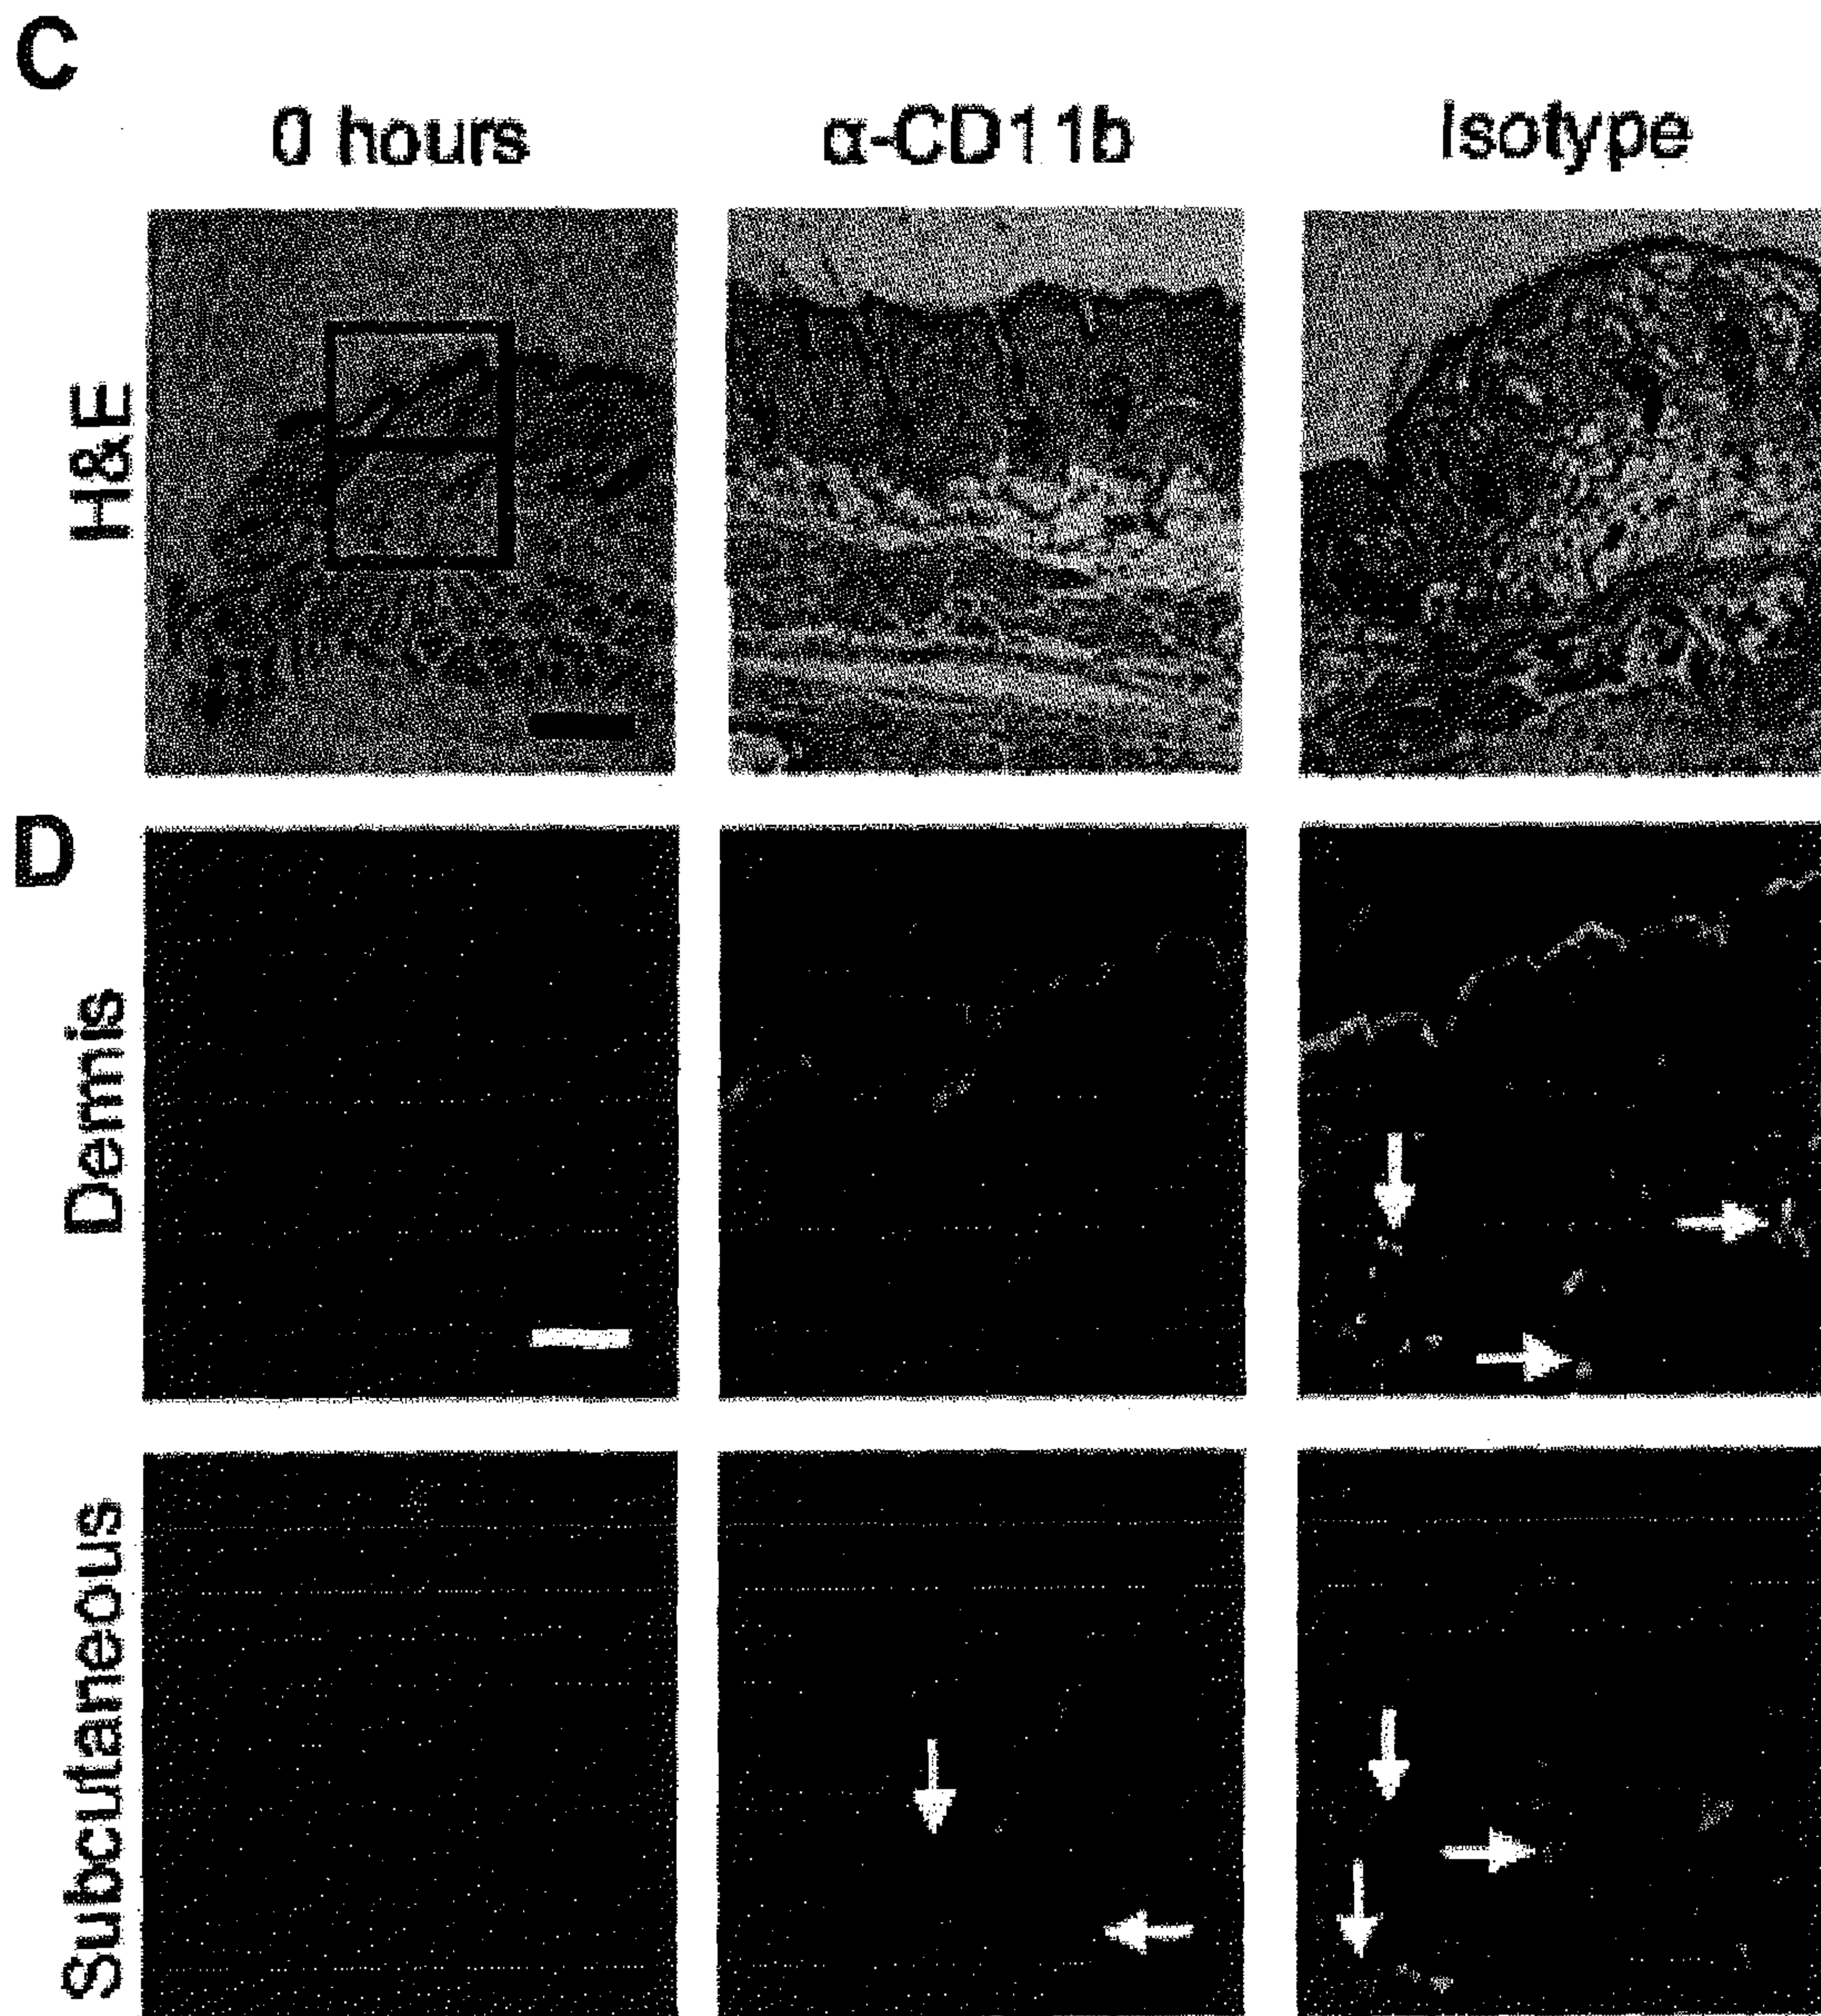 C
0 hours α-CD11b Isotype
H&E
D
Dermis
Subcutaneous